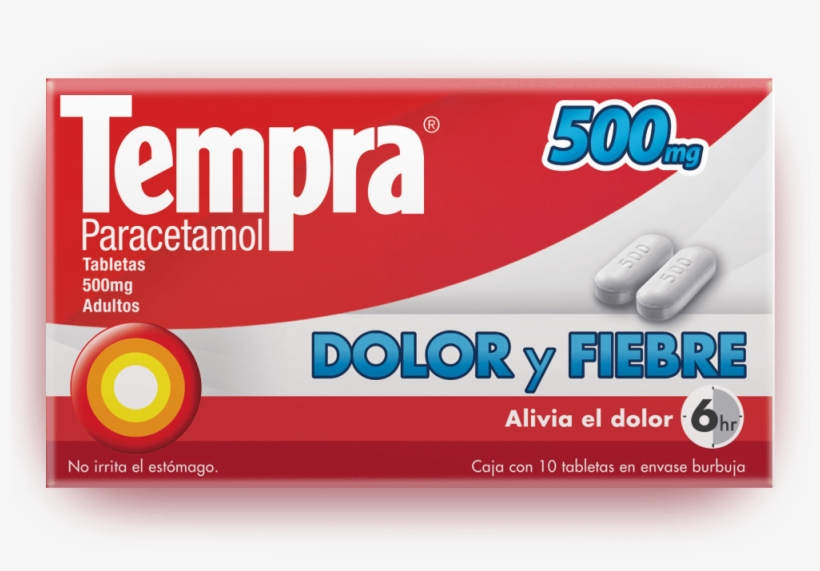 Tempra®
Paracetamol
Tabletas
500mg
Adultos
500mg
500
500
DOLOR y FIEBRE
Alivia el dolor 6hr
No irrita el estómago.
Caja con 10 tabletas en envase burbuja